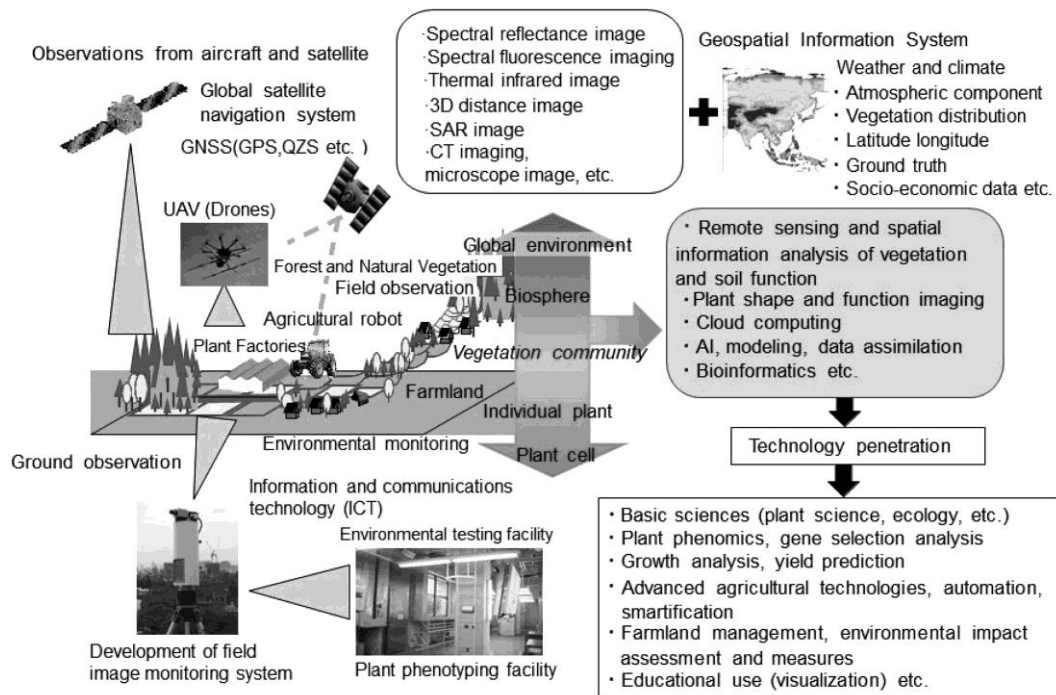 Observations from aircraft and satellite
Global satellite
navigation system
GNSS(GPS,QZS etc. )
UAV (Drones)
Forest and Natural Vegetation
Field observation
Agricultural robot
Plant Factories
Farmland
Environmental monitoring
Ground observation
·Spectral reflectance image
·Spectral fluorescence imaging
·Thermal infrared image
·3D distance image
·SAR image
·CT imaging,
microscope image, etc.
Geospatial Information System
Weather and climate
・Atmospheric component
・Vegetation distribution
・Latitude longitude
・Ground truth
・Socio-economic data etc.
Global environment
Biosphere
Vegetation community
Individual plant
Plant cell
・Remote sensing and spatial
information analysis of vegetation
and soil function
・Plant shape and function imaging
・Cloud computing
・AI, modeling, data assimilation
・Bioinformatics etc.
Technology penetration
・Basic sciences (plant science, ecology, etc.)
・Plant phenomics, gene selection analysis
・Growth analysis, yield prediction
・Advanced agricultural technologies, automation,
smartification
・Farmland management, environmental impact
assessment and measures
・Educational use (visualization) etc.
Information and communications
technology (ICT)
Environmental testing facility
Development of field
image monitoring system
Plant phenotyping facility